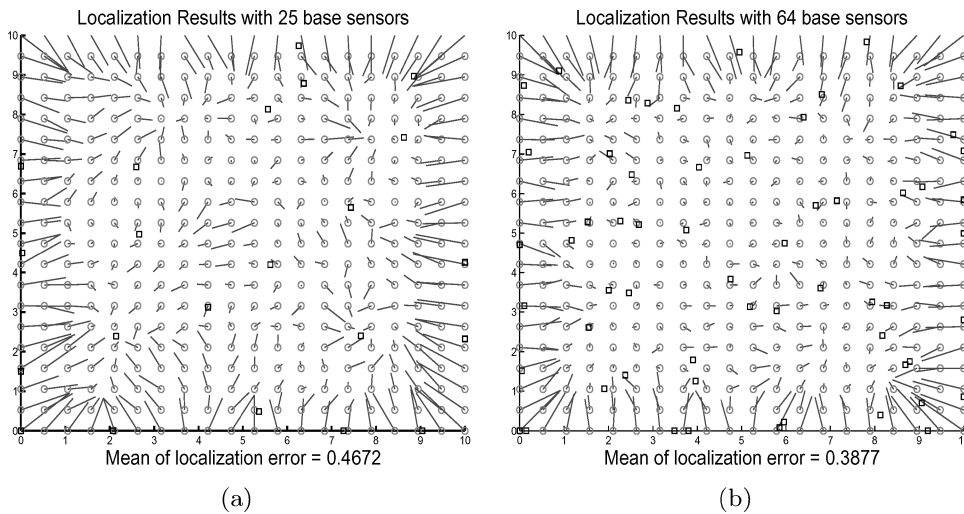 Localization Results with 25 base sensors
10
9
8
7
6
5
4
3
2
1
0
0 1 2 3 4 5 6 7 8 9 10
Mean of localization error = 0.4672
(a)
Localization Results with 64 base sensors
10
9
8
7
6
5
4
3
2
1
0
0 1 2 3 4 5 6 7 8 9 10
Mean of localization error = 0.3877
(b)